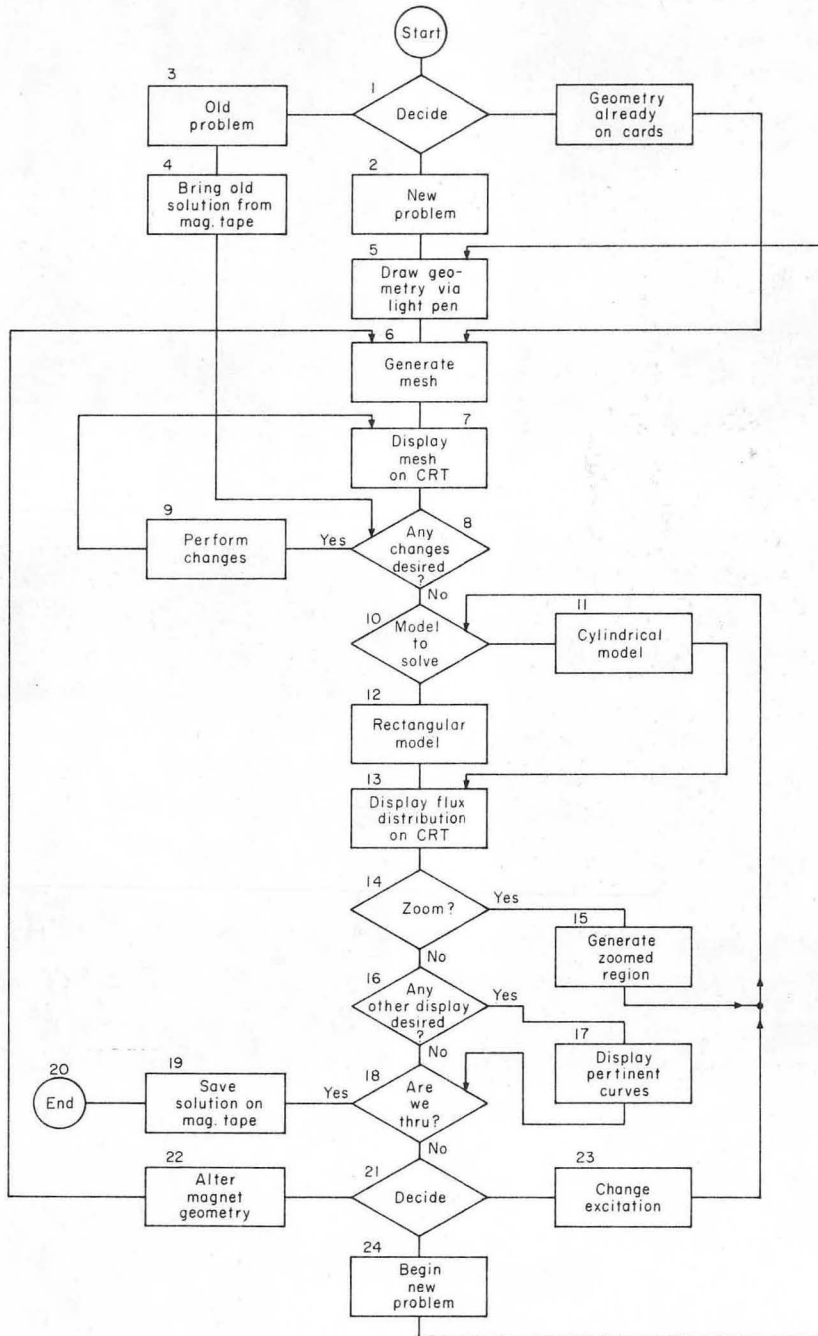 Start
3
Old
problem
1
Decide
Geometry
already
on cards
4
Bring old
solution from
mag. tape
2
New
problem
5
Draw geo-
metry via
light pen
6
Generate
mesh
7
Display
mesh
on CRT
9
Perform
changes
Yes
8
Any
changes
desired
?
No
10
Model
to
solve
11
Cylindrical
model
12
Rectangular
model
13
Display flux
distribution
on CRT
14
Zoom?
Yes
15
Generate
zoomed
region
No
16
Any
other display
desired
?
Yes
17
Display
pertinent
curves
No
20
End
19
Save
solution on
mag. tape
Yes
18
Are
we
thru?
No
22
Alter
magnet
geometry
21
Decide
23
Change
excitation
24
Begin
new
problem